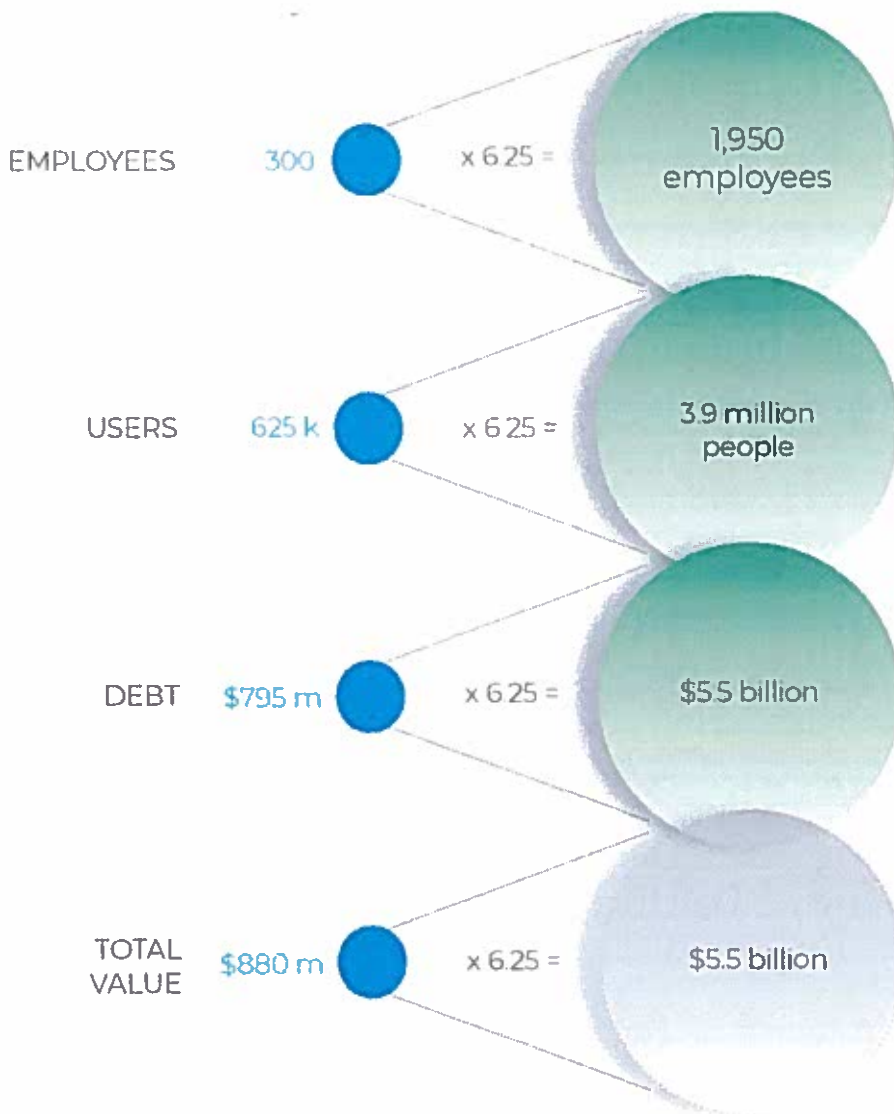 EMPLOYEES 300 x 6.25 = 1,950
employees
USERS 625 k x 6.25 = 3.9 million
people
DEBT $795 m x 6.25 = $5.5 billion
TOTAL
VALUE $880 m x 6.25 = $5.5 billion